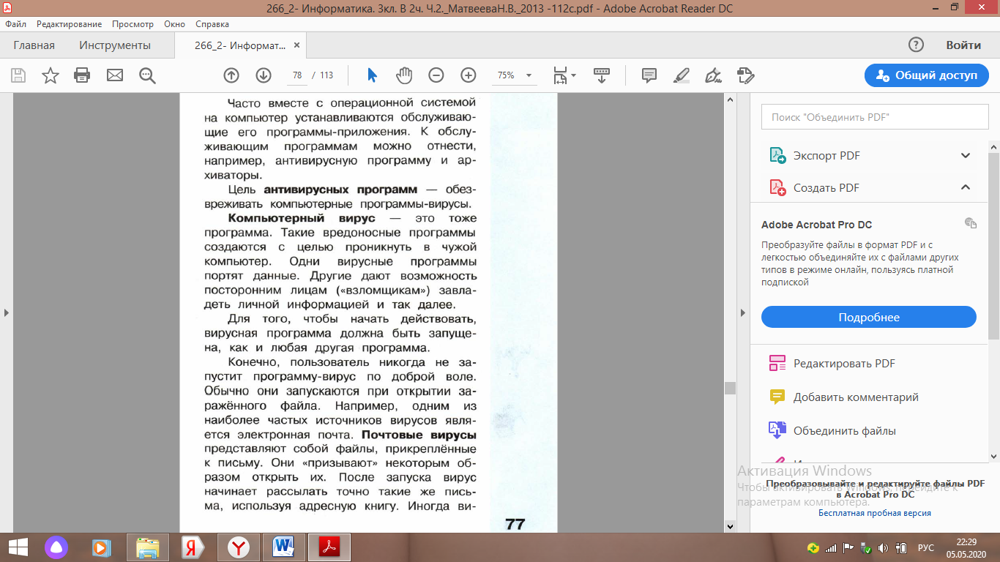 266_2- Информатика. 3кл. В 2ч. Ч.2._МатвееваН.В._2013 -112с.pdf - Adobe Acrobat Reader DC
Файл Редактирование Просмотр Окно Справка
Главная Инструменты 266_2- Информат... × Войти
78 / 113 75% Общий доступ
Часто вместе с операционной системой
на компьютер устанавливаются обслуживаю-
щие его программы-приложения. К обслу-
живающим программам можно отнести,
например, антивирусную программу и ар-
хиваторы.
Цель антивирусных программ — обез-
вреживать компьютерные программы-вирусы.
Компьютерный вирус — это тоже
программа. Такие вредоносные программы
создаются с целью проникнуть в чужой
компьютер. Одни вирусные программы
портят данные. Другие дают возможность
посторонним лицам («взломщикам») завла-
деть личной информацией и так далее.
Для того, чтобы начать действовать,
вирусная программа должна быть запуще-
на, как и любая другая программа.
Конечно, пользователь никогда не за-
пустит программу-вирус по доброй воле.
Обычно они запускаются при открытии за-
ражённого файла. Например, одним из
наиболее частых источников вирусов явля-
ется электронная почта. Почтовые вирусы
представляют собой файлы, прикреплённые
к письму. Они «призывают» некоторым об-
разом открыть их. После запуска вирус
начинает рассылать точно такие же пись-
ма, используя адресную книгу. Иногда ви-
77
Поиск "Объединить PDF"
Экспорт PDF
Создать PDF
Adobe Acrobat Pro DC
Преобразуйте файлы в формат PDF и с
легкостью объединяйте их с файлами других
типов в режиме онлайн, пользуясь платной
подпиской
Подробнее
Редактировать PDF
Добавить комментарий
Объединить файлы
Активация Windows
Чтобы активировать Windows, перейдите к
параметрам компьютера.
Преобразовывайте и редактируйте файлы PDF
в Acrobat Pro DC
Бесплатная пробная версия
РУС 22:29
05.05.2020